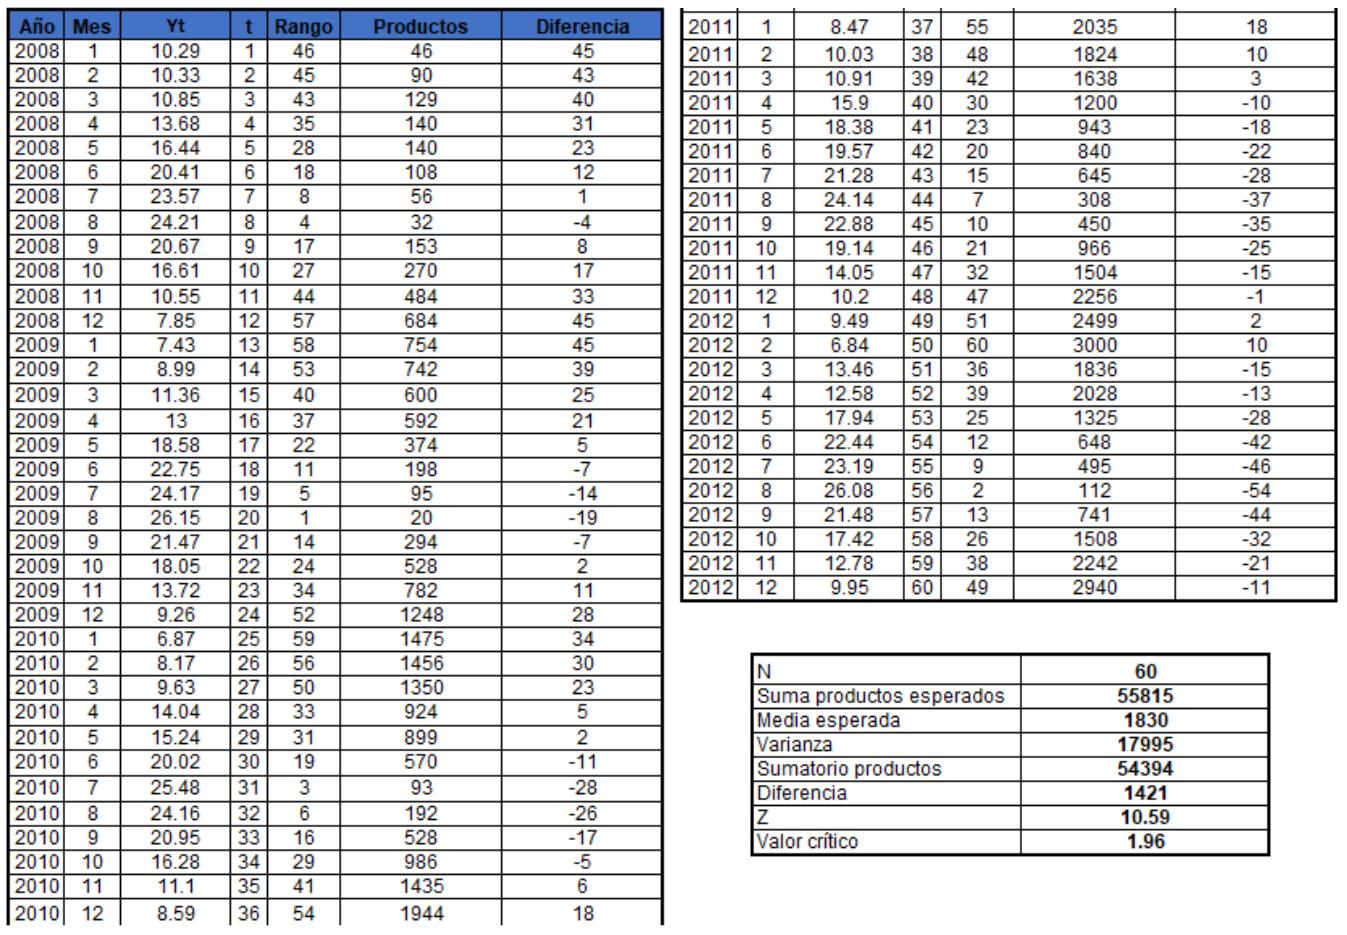 Año Mes Yt t Rango Productos Diferencia
2008 1 10.29 1 46 46 45
2008 2 10.33 2 45 90 43
2008 3 10.85 3 43 129 40
2008 4 13.68 4 35 140 31
2008 5 16.44 5 28 140 23
2008 6 20.41 6 18 108 12
2008 7 23.57 7 8 56 1
2008 8 24.21 8 4 32 -4
2008 9 20.67 9 17 153 8
2008 10 16.61 10 27 270 17
2008 11 10.55 11 44 484 33
2008 12 7.85 12 57 684 45
2009 1 7.43 13 58 754 45
2009 2 8.99 14 53 742 39
2009 3 11.36 15 40 600 25
2009 4 13 16 37 592 21
2009 5 18.58 17 22 374 5
2009 6 22.75 18 11 198 -7
2009 7 24.17 19 5 95 -14
2009 8 26.15 20 1 20 -19
2009 9 21.47 21 14 294 -7
2009 10 18.05 22 24 528 2
2009 11 13.72 23 34 782 11
2009 12 9.26 24 52 1248 28
2010 1 6.87 25 59 1475 34
2010 2 8.17 26 56 1456 30
2010 3 9.63 27 50 1350 23
2010 4 14.04 28 33 924 5
2010 5 15.24 29 31 899 2
2010 6 20.02 30 19 570 -11
2010 7 25.48 31 3 93 -28
2010 8 24.16 32 6 192 -26
2010 9 20.95 33 16 528 -17
2010 10 16.28 34 29 986 -5
2010 11 11.1 35 41 1435 6
2010 12 8.59 36 54 1944 18
2011 1 8.47 37 55 2035 18
2011 2 10.03 38 48 1824 10
2011 3 10.91 39 42 1638 3
2011 4 15.9 40 30 1200 -10
2011 5 18.38 41 23 943 -18
2011 6 19.57 42 20 840 -22
2011 7 21.28 43 15 645 -28
2011 8 24.14 44 7 308 -37
2011 9 22.88 45 10 450 -35
2011 10 19.14 46 21 966 -25
2011 11 14.05 47 32 1504 -15
2011 12 10.2 48 47 2256 -1
2012 1 9.49 49 51 2499 2
2012 2 6.84 50 60 3000 10
2012 3 13.46 51 36 1836 -15
2012 4 12.58 52 39 2028 -13
2012 5 17.94 53 25 1325 -28
2012 6 22.44 54 12 648 -42
2012 7 23.19 55 9 495 -46
2012 8 26.08 56 2 112 -54
2012 9 21.48 57 13 741 -44
2012 10 17.42 58 26 1508 -32
2012 11 12.78 59 38 2242 -21
2012 12 9.95 60 49 2940 -11
N 60
Suma productos esperados 55815
Media esperada 1830
Varianza 17995
Sumatorio productos 54394
Diferencia 1421
Z 10.59
Valor crítico 1.96